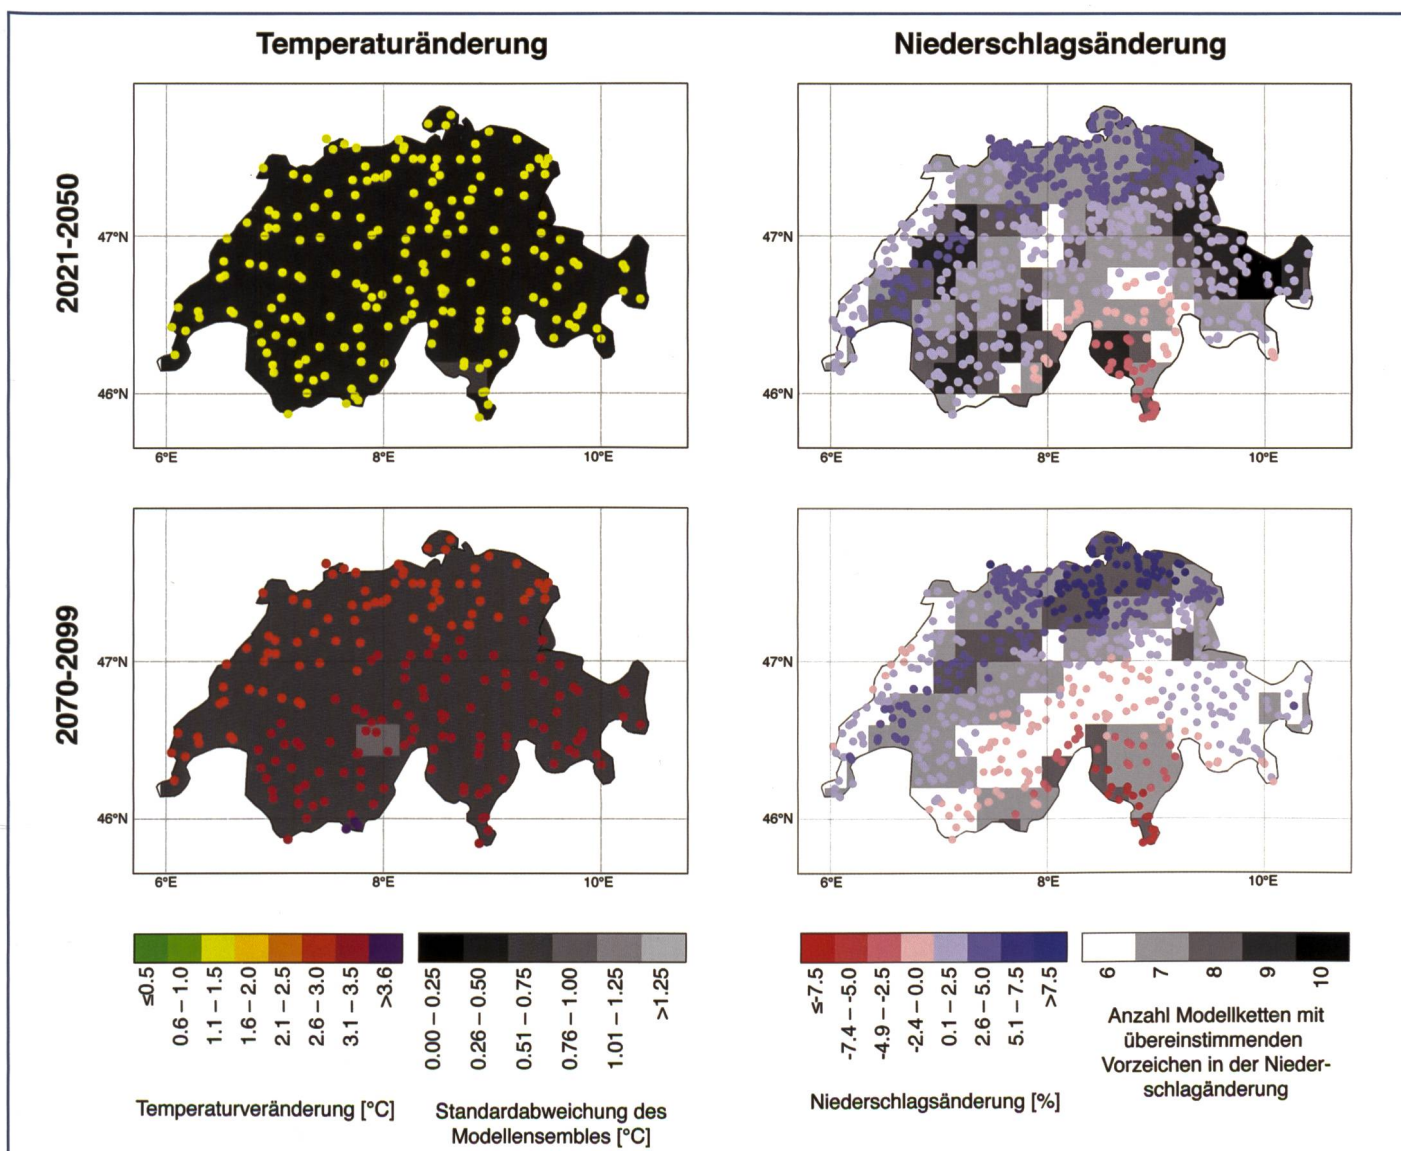 Temperaturänderung
Niederschlagsänderung
2021-2050
47°N
46°N
6°E
8°E
10°E
47°N
46°N
6°E
8°E
10°E
2070-2099
47°N
46°N
6°E
8°E
10°E
47°N
46°N
6°E
8°E
10°E
≤0.5
0.6 – 1.0
1.1 – 1.5
1.6 – 2.0
2.1 – 2.5
2.6 – 3.0
3.1 – 3.5
>3.6
Temperaturveränderung [°C]
0.00 – 0.25
0.26 – 0.50
0.51 – 0.75
0.76 – 1.00
1.01 – 1.25
>1.25
Standardabweichung des
Modellensembles [°C]
≤-7.5
-7.4 – -5.0
-4.9 – -2.5
-2.4 – 0.0
0.1 – 2.5
2.6 – 5.0
5.1 – 7.5
>7.5
Niederschlagsänderung [%]
6
7
8
9
10
Anzahl Modellketten mit
übereinstimmenden
Vorzeichen in der Nieder-
schlagänderung